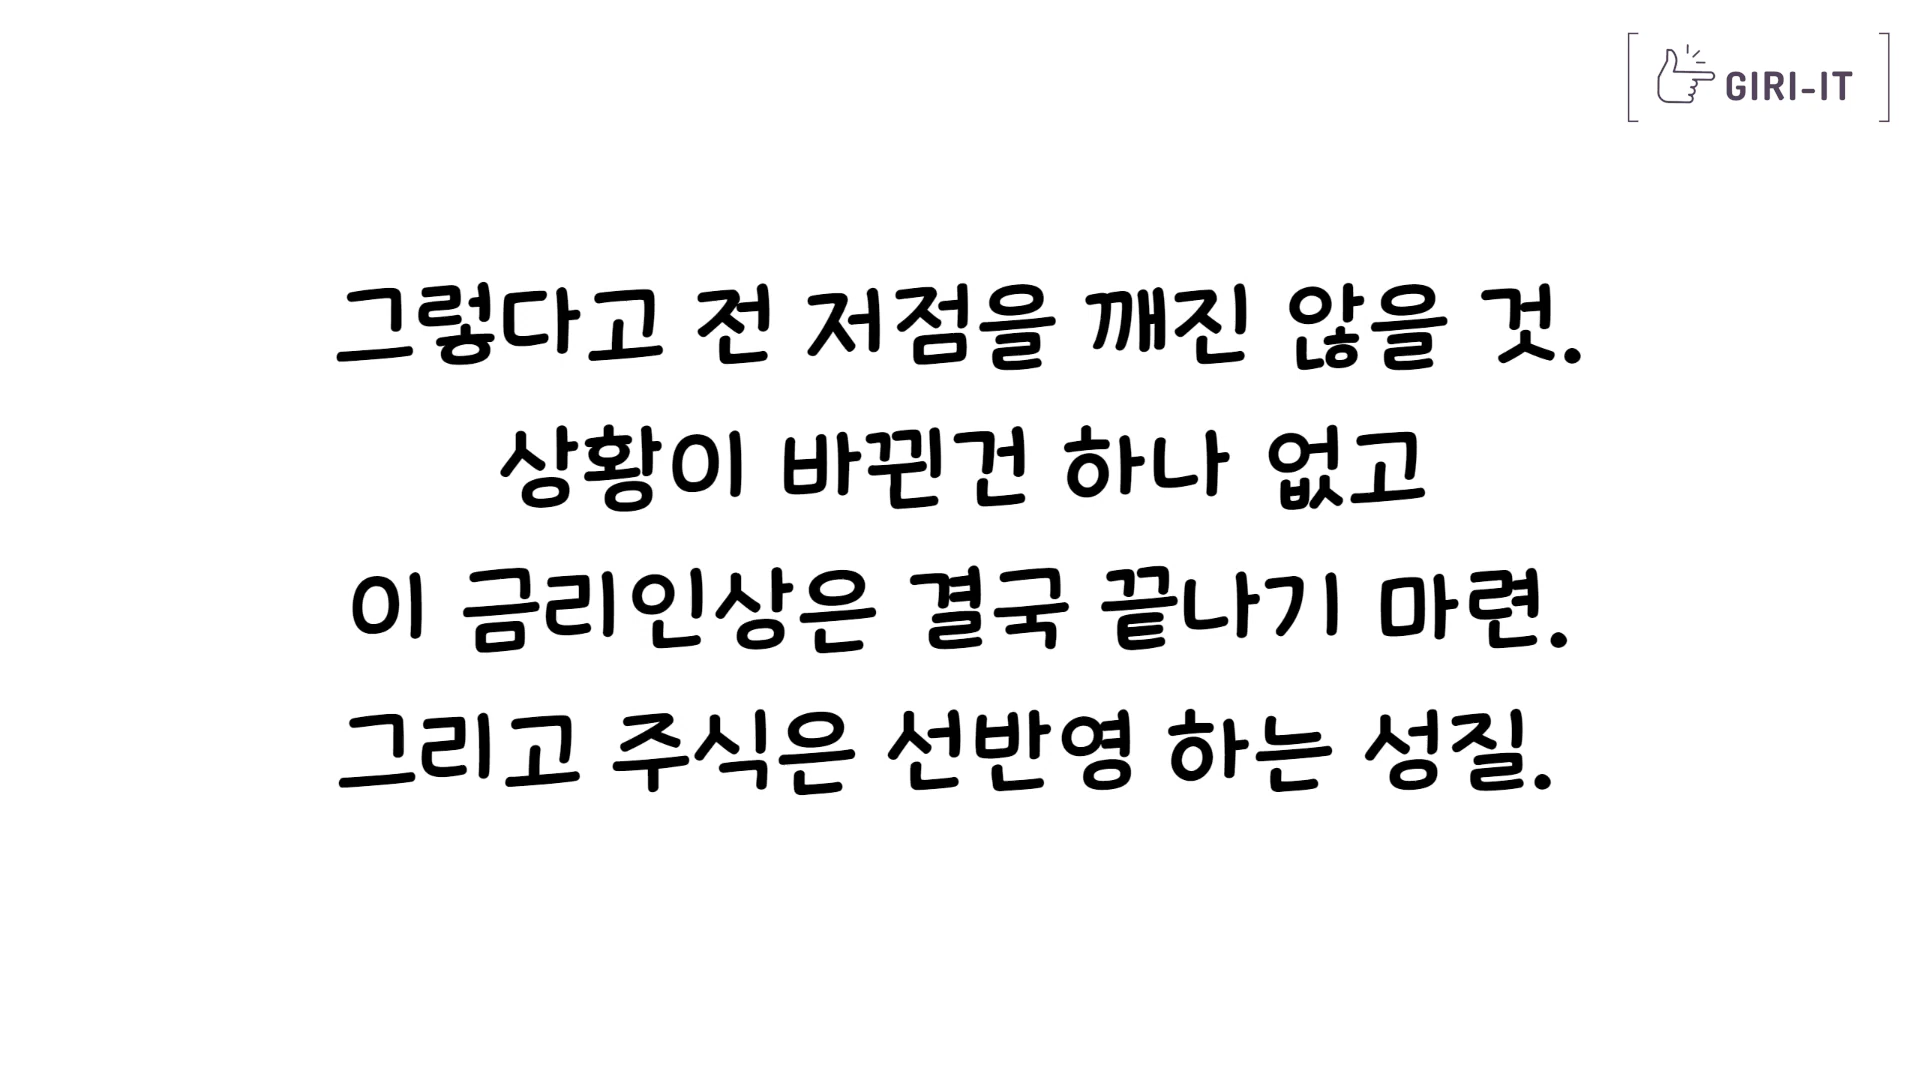 GIRI-IT
그렇다고 전 저점을 깨진 않을 것.
상황이 바뀐건 하나 없고
이 금리인상은 결국 끝나기 마련.
그리고 주식은 선반영 하는 성질.